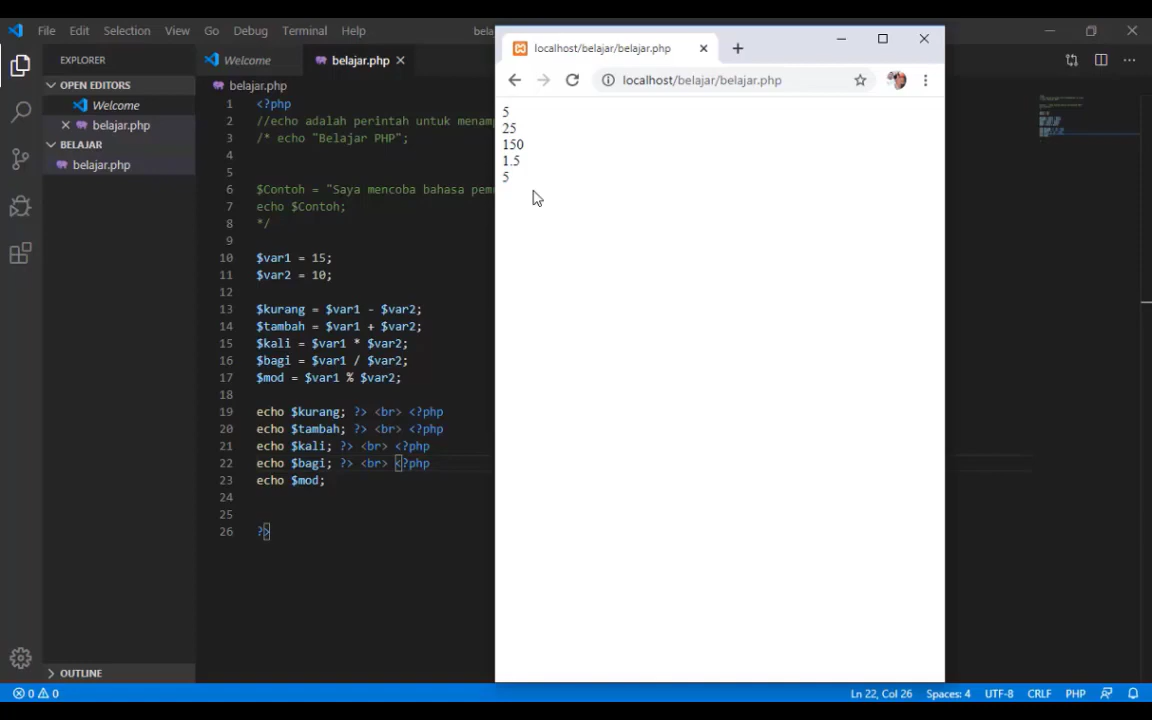 File Edit Selection View Go Debug Terminal Help
EXPLORER
OPEN EDITORS
Welcome
belajar.php
BELAJAR
belajar.php
OUTLINE
Welcome
belajar.php
belajar.php
1 <?php
2 //echo adalah perintah untuk
3 /* echo "Belajar PHP";
4
5
6 $Contoh = "Saya mencoba bahasa
7 echo $Contoh;
8 */
9
10 $var1 = 15;
11 $var2 = 10;
12
13 $kurang = $var1 - $var2;
14 $tambah = $var1 + $var2;
15 $kali = $var1 * $var2;
16 $bagi = $var1 / $var2;
17 $mod = $var1 % $var2;
18
19 echo $kurang; ?> <br> <?php
20 echo $tambah; ?> <br> <?php
21 echo $kali; ?> <br> <?php
22 echo $bagi; ?> <br> <?php
23 echo $mod;
24
25
26 ?>
localhost/belajar/belajar.php
localhost/belajar/belajar.php
5
25
150
1.5
5
0 0
Ln 22, Col 26 Spaces: 4 UTF-8 CRLF PHP